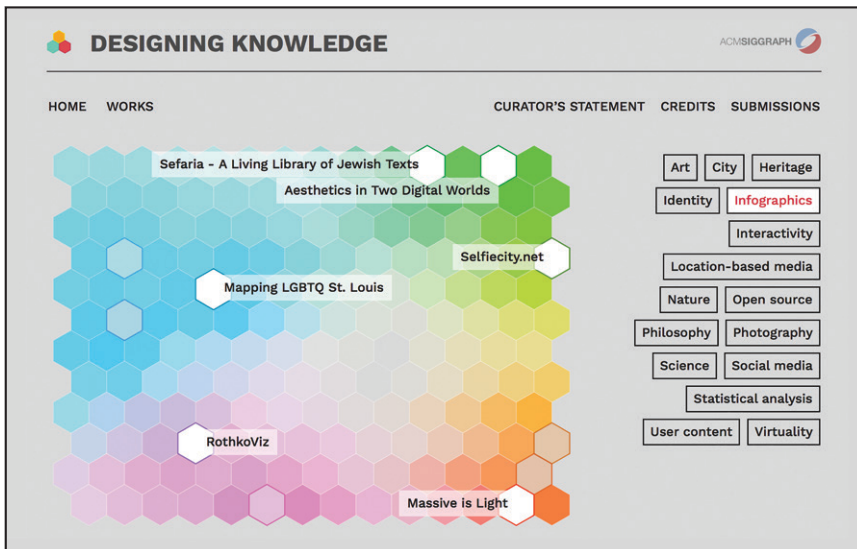 DESIGNING KNOWLEDGE
ACMSIGGRAPH
HOME WORKS
CURATOR'S STATEMENT CREDITS SUBMISSIONS
Sefaria - A Living Library of Jewish Texts
Aesthetics in Two Digital Worlds
Selfiecity.net
Mapping LGBTQ St. Louis
RothkoViz
Massive is Light
Art City Heritage
Identity Infographics
Interactivity
Location-based media
Nature Open source
Philosophy Photography
Science Social media
Statistical analysis
User content Virtuality